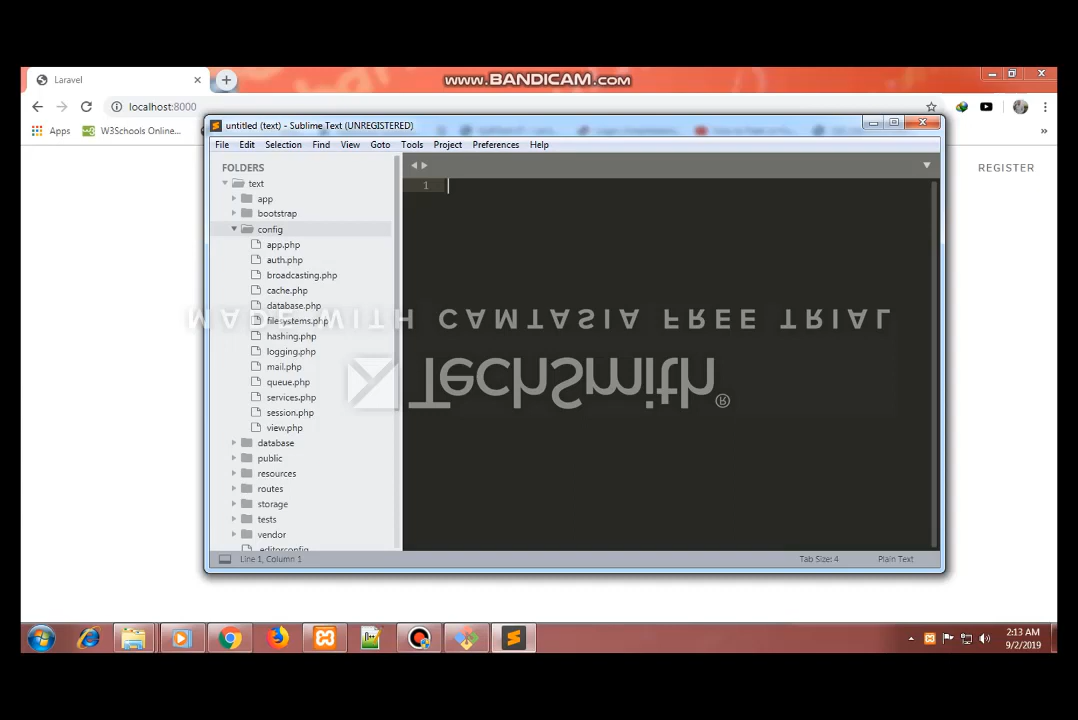 www.BANDICAM.com
Laravel
localhost:8000
Apps
W3Schools Online...
REGISTER
untitled (text) - Sublime Text (UNREGISTERED)
File Edit Selection Find View Goto Tools Project Preferences Help
FOLDERS
text
app
bootstrap
config
app.php
auth.php
broadcasting.php
cache.php
database.php
filesystems.php
hashing.php
logging.php
mail.php
queue.php
services.php
session.php
view.php
database
public
resources
routes
storage
tests
vendor
.editorconfig
1
MADE WITH CAMTASIA FREE TRIAL
TechSmith®
Line 1, Column 1
Tab Size: 4
Plain Text
2:13 AM
9/2/2019